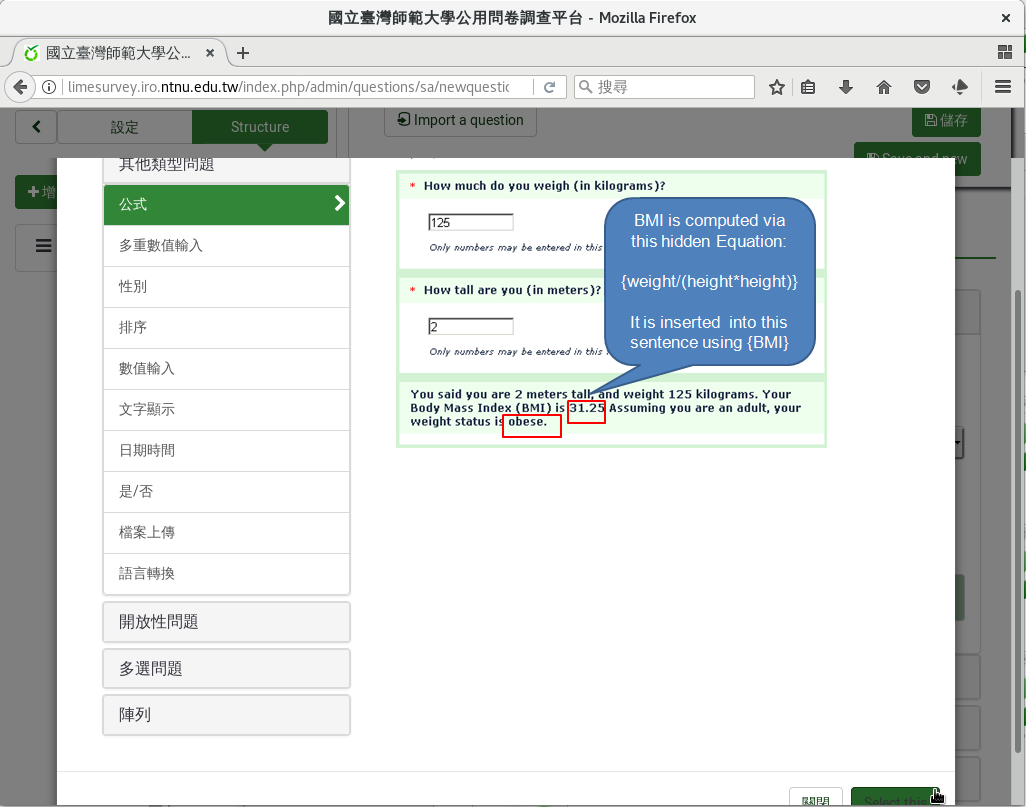 國立臺灣師範大學公用問卷調查平台 - Mozilla Firefox
國立臺灣師範大學公...
limesurvey.iro.ntnu.edu.tw/index.php/admin/questions/sa/newquestic
搜尋
設定
Structure
Import a question
儲存
Save and new
增
其他類型問題
公式
多重數值輸入
性別
排序
數值輸入
文字顯示
日期時間
是/否
檔案上傳
語言轉換
開放性問題
多選問題
陣列
* How much do you weigh (in kilograms)?
125
Only numbers may be entered in this
* How tall are you (in meters)?
2
Only numbers may be entered in this
BMI is computed via
this hidden Equation:
{weight/(height*height)}
It is inserted into this
sentence using {BMI}
You said you are 2 meters tall, and weight 125 kilograms. Your
Body Mass Index (BMI) is 31.25 Assuming you are an adult, your
weight status is obese.
關閉
Select this